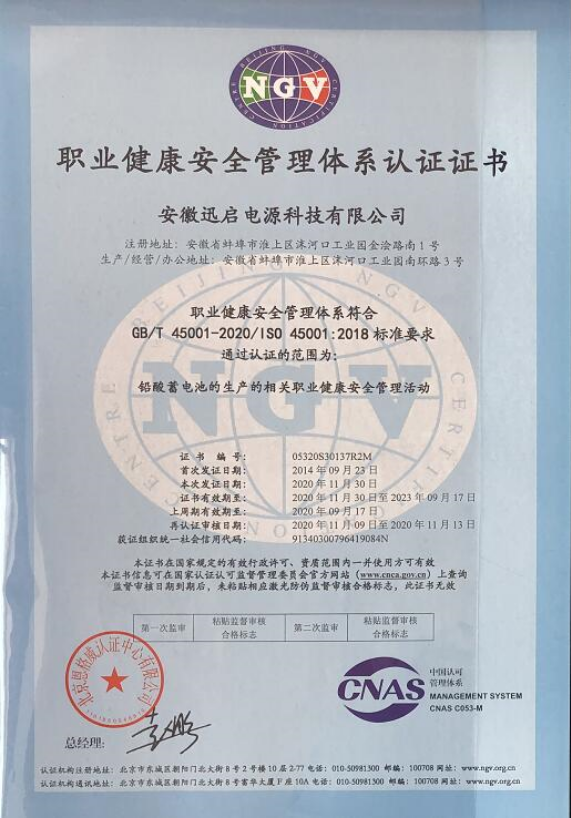 BEIJING NGV CERTIFICATION CENTRE
NGV
职业健康安全管理体系认证证书
安徽迅启电源科技有限公司
注册地址：安徽省蚌埠市淮上区沫河口工业园金浍路南1号
生产/经营/办公地址：安徽省蚌埠市淮上区沫河口工业园南环路3号
职业健康安全管理体系符合
GB/T 45001-2020/ISO 45001:2018 标准要求
通过认证的范围为：
铅酸蓄电池的生产的相关职业健康安全管理活动
证书编号： 05320S30137R2M
首次发证日期： 2014年09月23日
本次发证日期： 2020年11月30日
证书有效期至： 2020年11月30日至2023年09月17日
上周期有效期至： 2020年09月17日
再认证审核日期： 2020年11月09日至2020年11月13日
获证组织统一社会信用代码： 91340300796419084N
本证书在国家规定的有效行政许可、资质范围内一并使用方可有效
本证书信息可在国家认证认可监督管理委员会官方网站（www.cnca.gov.cn）上查询
监督审核日期到期后，未粘贴相应激光防伪监督审核合格标志，此证书无效
第一次监审 粘贴监督审核合格标志 第二次监审 粘贴监督审核合格标志
北京恩格威认证中心有限公司
总经理：
CNAS
中国认可
管理体系
MANAGEMENT SYSTEM
CNAS C053-M
认证机构注册地址：北京市东城区朝阳门北大街8号2号楼10层2-77 电话：010-50981300 邮编：100708 网址：www.ngv.org.cn
认证机构通讯地址：北京市东城区朝阳门北大街8号富华大厦F座10A 电话：010-50981300 邮编：100708 网址：www.ngv.org.cn